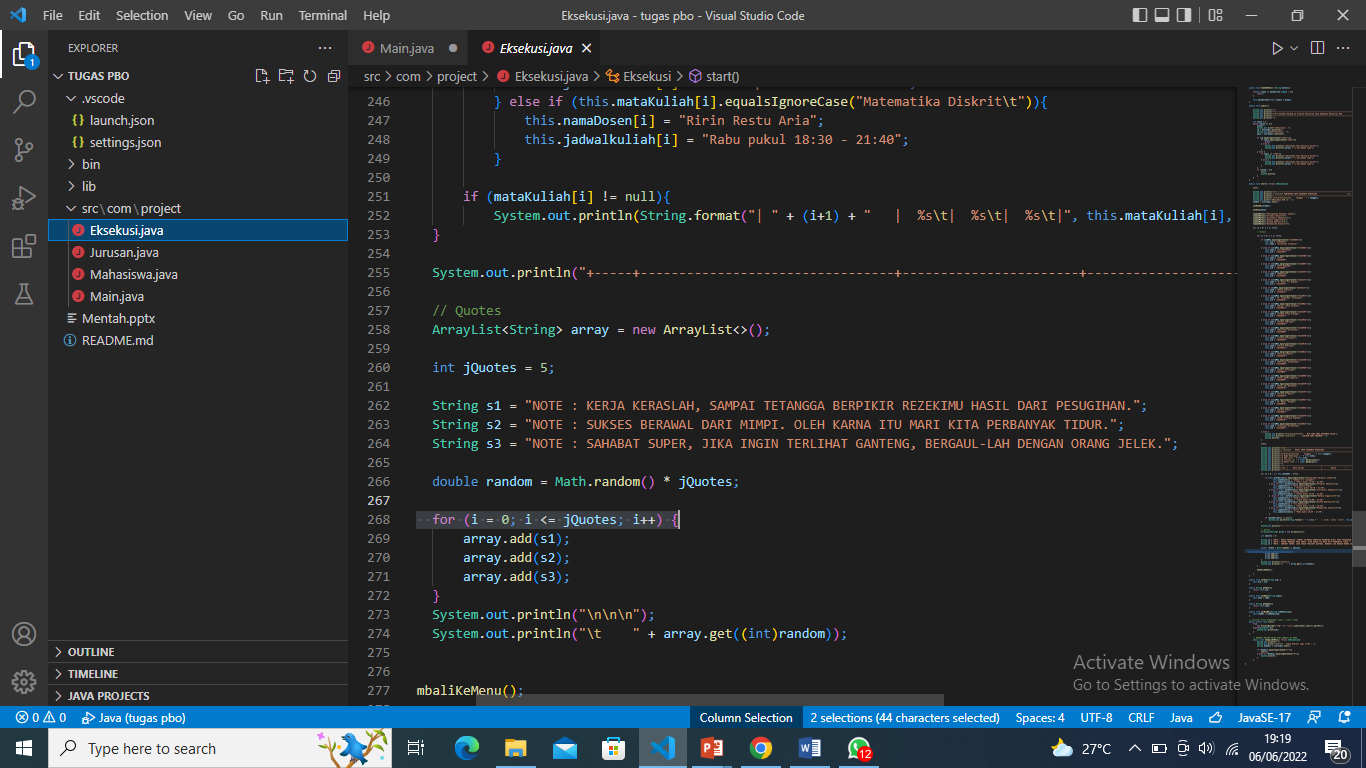 File Edit Selection View Go Run Terminal Help
Eksekusi.java - tugas pbo - Visual Studio Code
EXPLORER
TUGAS PBO
.vscode
launch.json
settings.json
bin
lib
src\com\project
Eksekusi.java
Jurusan.java
Mahasiswa.java
Main.java
Mentah.pptx
README.md
OUTLINE
TIMELINE
JAVA PROJECTS
1
Main.java
Eksekusi.java
src > com > project > Eksekusi.java > Eksekusi > start()
246 } else if (this.mataKuliah[i].equalsIgnoreCase("Matematika Diskrit\t")){
247 this.namaDosen[i] = "Ririn Restu Aria";
248 this.jadwalkuliah[i] = "Rabu pukul 18:30 - 21:40";
249 }
250
251 if (mataKuliah[i] != null){
252 System.out.println(String.format("| " + (i+1) + "   |  %s\t|  %s\t|  %s\t|", this.mataKuliah[i],
253 }
254
255 System.out.println("+-----+---------------------------------+-----------------------+--------------------
256
257 // Quotes
258 ArrayList<String> array = new ArrayList<>();
259
260 int jQuotes = 5;
261
262 String s1 = "NOTE : KERJA KERASLAH, SAMPAI TETANGGA BERPIKIR REZEKIMU HASIL DARI PESUGIHAN.";
263 String s2 = "NOTE : SUKSES BERAWAL DARI MIMPI. OLEH KARNA ITU MARI KITA PERBANYAK TIDUR.";
264 String s3 = "NOTE : SAHABAT SUPER, JIKA INGIN TERLIHAT GANTENG, BERGAUL-LAH DENGAN ORANG JELEK.";
265
266 double random = Math.random() * jQuotes;
267
268 for (i = 0; i <= jQuotes; i++) {
269 array.add(s1);
270 array.add(s2);
271 array.add(s3);
272 }
273 System.out.println("\n\n\n");
274 System.out.println("\t    " + array.get((int)random));
275
276
277 mbaliKeMenu();
Activate Windows
Go to Settings to activate Windows.
0 0 Java (tugas pbo) Column Selection 2 selections (44 characters selected) Spaces: 4 UTF-8 CRLF Java JavaSE-17
Type here to search
12
27°C
19:19
06/06/2022
20